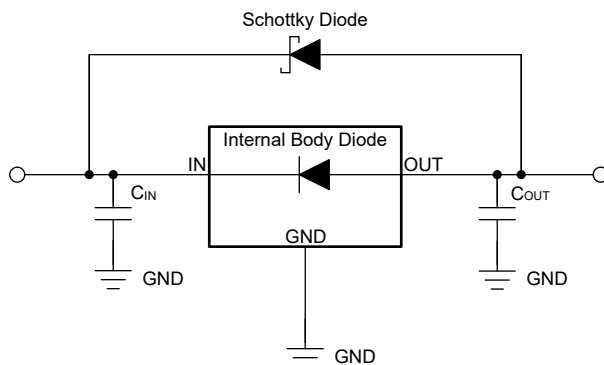 Schottky Diode
Internal Body Diode
IN
OUT
CIN
COUT
GND
GND
GND
GND